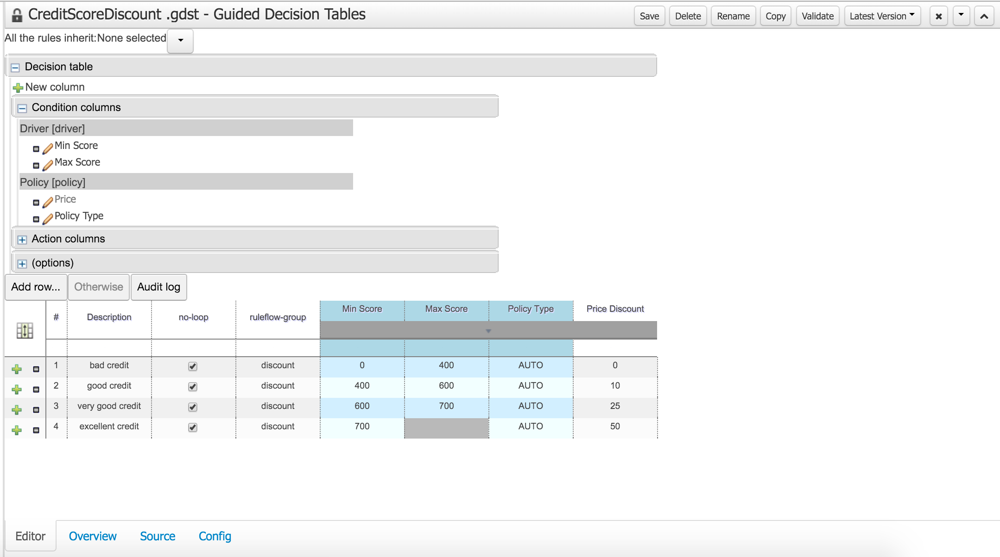 CreditScoreDiscount .gdst - Guided Decision Tables
Save Delete Rename Copy Validate Latest Version
All the rules inherit:None selected
Decision table
New column
Condition columns
Driver [driver]
Min Score
Max Score
Policy [policy]
Price
Policy Type
Action columns
(options)
Add row... Otherwise Audit log
# Description no-loop ruleflow-group Min Score Max Score Policy Type Price Discount
1 bad credit discount 0 400 AUTO 0
2 good credit discount 400 600 AUTO 10
3 very good credit discount 600 700 AUTO 25
4 excellent credit discount 700 AUTO 50
Editor Overview Source Config